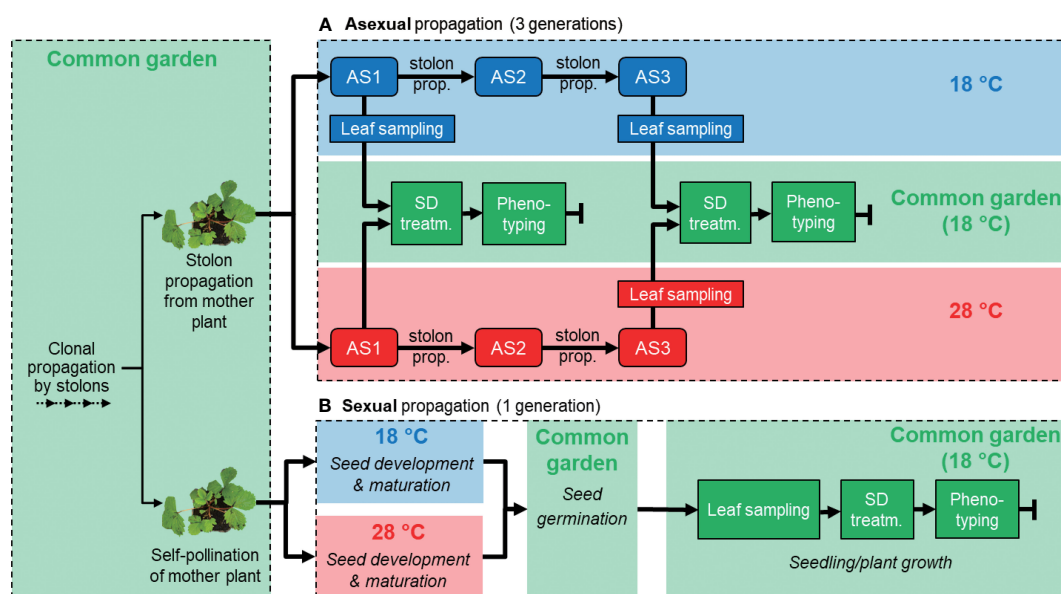 A Asexual propagation (3 generations)
Common garden
AS1
stolon
prop.
AS2
stolon
prop.
AS3
18 °C
Leaf sampling
Leaf sampling
SD
treatm.
Pheno-
typing
SD
treatm.
Pheno-
typing
Common garden
(18 °C)
Stolon
propagation
from mother
plant
Leaf sampling
28 °C
AS1
stolon
prop.
AS2
stolon
prop.
AS3
Clonal
propagation
by stolons
B Sexual propagation (1 generation)
18 °C
Seed development
& maturation
28 °C
Seed development
& maturation
Common
garden
Seed
germination
Common garden
(18 °C)
Leaf sampling
SD
treatm.
Pheno-
typing
Seedling/plant growth
Self-pollination
of mother plant